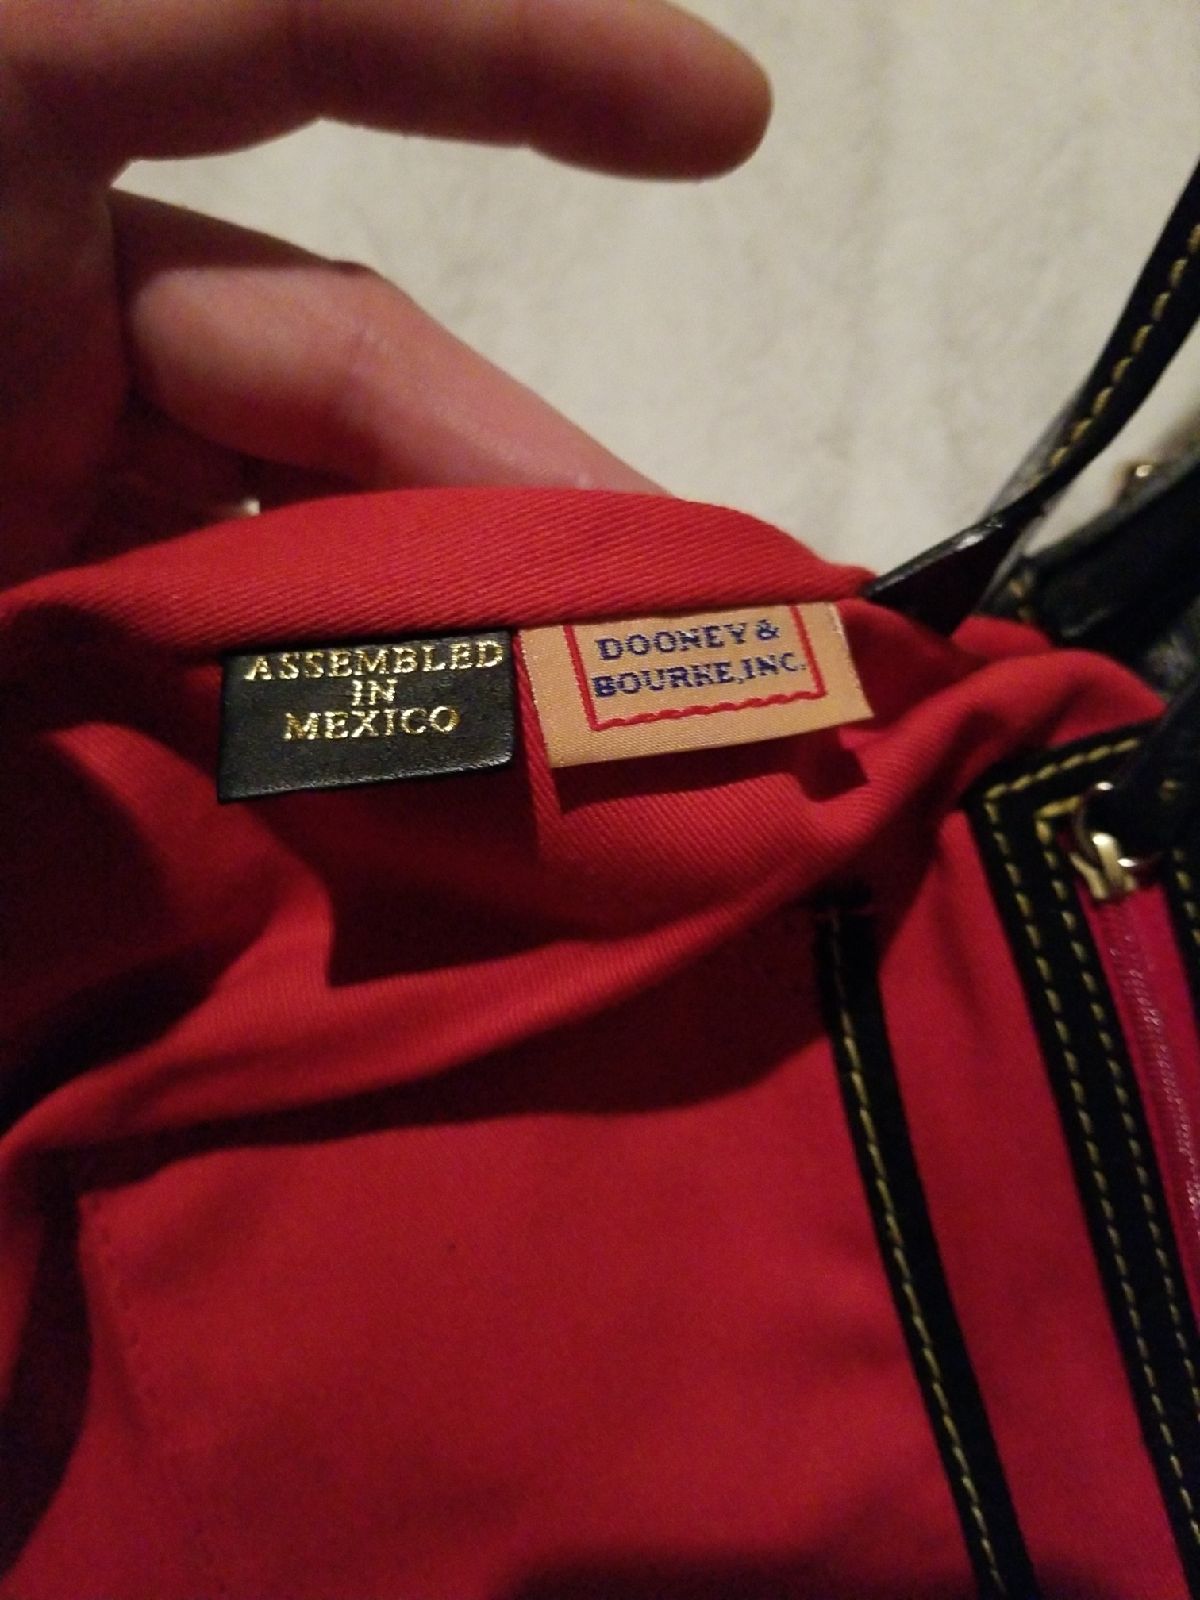 ASSEMBLED
IN
MEXICO
DOONEY &
BOURKE, INC.